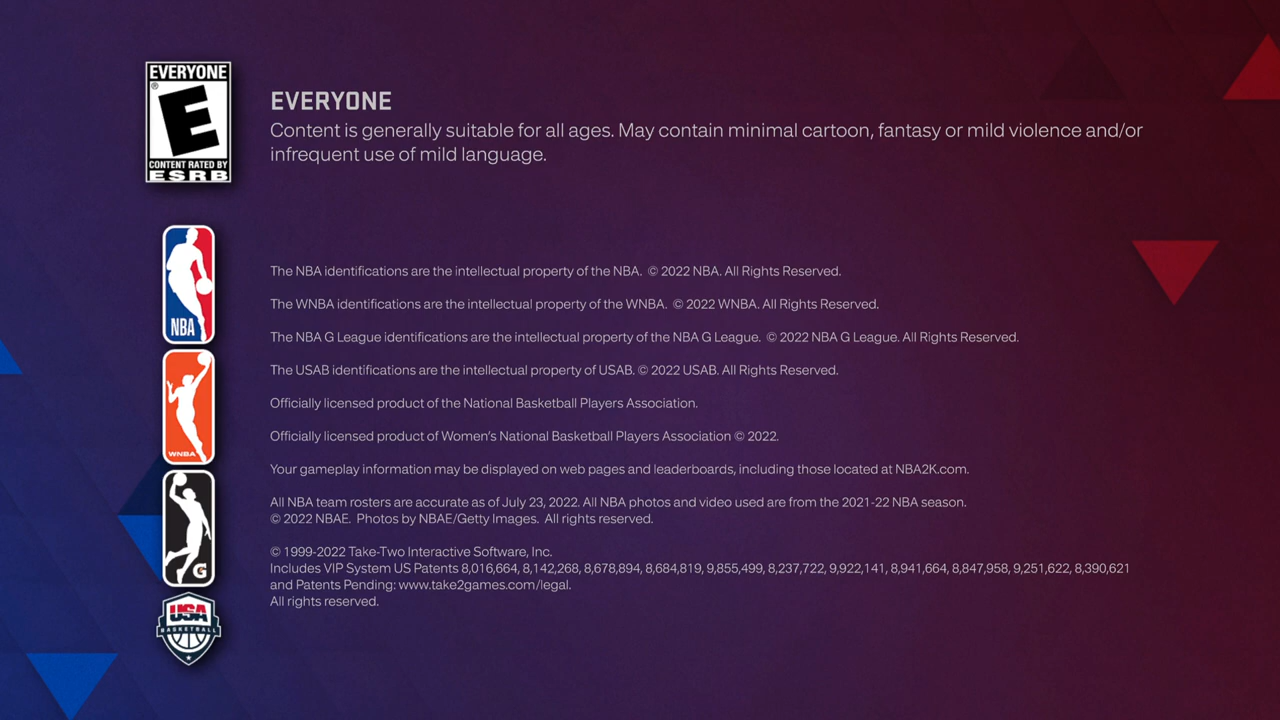 EVERYONE
®
E
CONTENT RATED BY
ESRB
EVERYONE
Content is generally suitable for all ages. May contain minimal cartoon, fantasy or mild violence and/or
infrequent use of mild language.
NBA
The NBA identifications are the intellectual property of the NBA. © 2022 NBA. All Rights Reserved.
The WNBA identifications are the intellectual property of the WNBA. © 2022 WNBA. All Rights Reserved.
The NBA G League identifications are the intellectual property of the NBA G League. © 2022 NBA G League. All Rights Reserved.
WNBA
The USAB identifications are the intellectual property of USAB. © 2022 USAB. All Rights Reserved.
Officially licensed product of the National Basketball Players Association.
Officially licensed product of Women's National Basketball Players Association © 2022.
Your gameplay information may be displayed on web pages and leaderboards, including those located at NBA2K.com.
G
All NBA team rosters are accurate as of July 23, 2022. All NBA photos and video used are from the 2021-22 NBA season.
© 2022 NBAE. Photos by NBAE/Getty Images. All rights reserved.
© 1999-2022 Take-Two Interactive Software, Inc.
Includes VIP System US Patents 8,016,664, 8,142,268, 8,678,894, 8,684,819, 9,855,499, 8,237,722, 9,922,141, 8,941,664, 8,847,958, 9,251,622, 8,390,621
and Patents Pending: www.take2games.com/legal.
All rights reserved.
USA
BASKETBALL